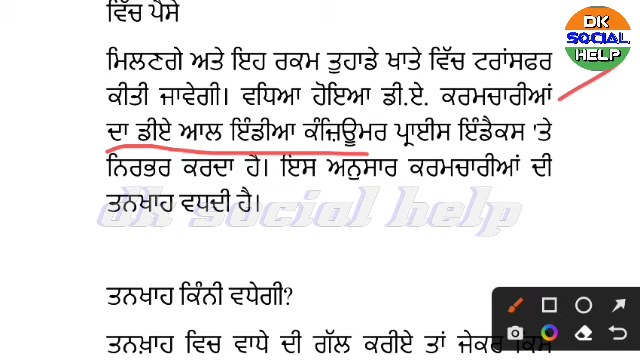 ਵਿੱਚ ਪੈਸੇ
DK
SOCIAL
HELP
ਮਿਲਣਗੇ ਅਤੇ ਇਹ ਰਕਮ ਤੁਹਾਡੇ ਖਾਤੇ ਵਿੱਚ ਟਰਾਂਸਫਰ
ਕੀਤੀ ਜਾਵੇਗੀ। ਵਧਿਆ ਹੋਇਆ ਡੀ.ਏ. ਕਰਮਚਾਰੀਆਂ
ਦਾ ਡੀਏ ਆਲ ਇੰਡੀਆ ਕੰਜ਼ਿਊਮਰ ਪ੍ਰਾਈਸ ਇੰਡੈਕਸ 'ਤੇ
ਨਿਰਭਰ ਕਰਦਾ ਹੈ। ਇਸ ਅਨੁਸਾਰ ਕਰਮਚਾਰੀਆਂ ਦੀ
ਤਨਖਾਹ ਵਧਦੀ ਹੈ।
dk social help
ਤਨਖਾਹ ਕਿੰਨੀ ਵਧੇਗੀ?
ਤਨਖ਼ਾਹ ਵਿਚ ਵਾਧੇ ਦੀ ਗੱਲ ਕਰੀਏ ਤਾਂ ਜੇਕਰ ਕਿਸੇ